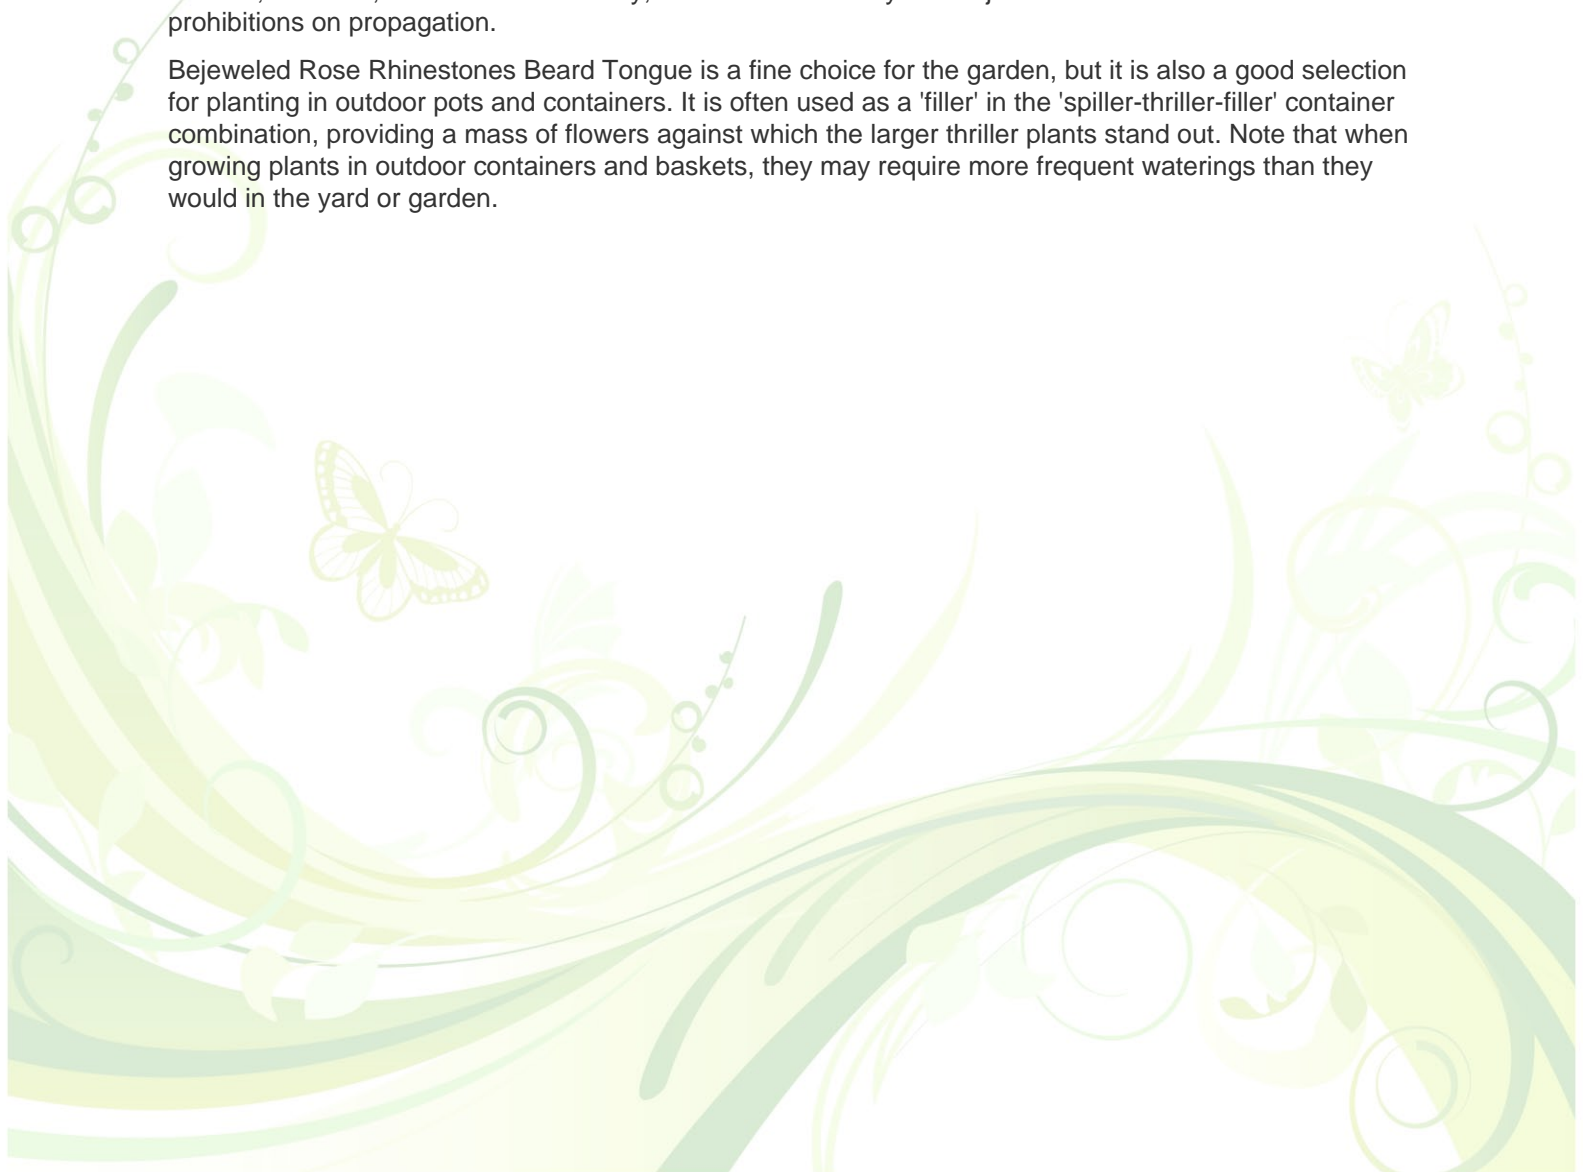 prohibitions on propagation.
Bejeweled Rose Rhinestones Beard Tongue is a fine choice for the garden, but it is also a good selection
for planting in outdoor pots and containers. It is often used as a 'filler' in the 'spiller-thriller-filler' container
combination, providing a mass of flowers against which the larger thriller plants stand out. Note that when
growing plants in outdoor containers and baskets, they may require more frequent waterings than they
would in the yard or garden.